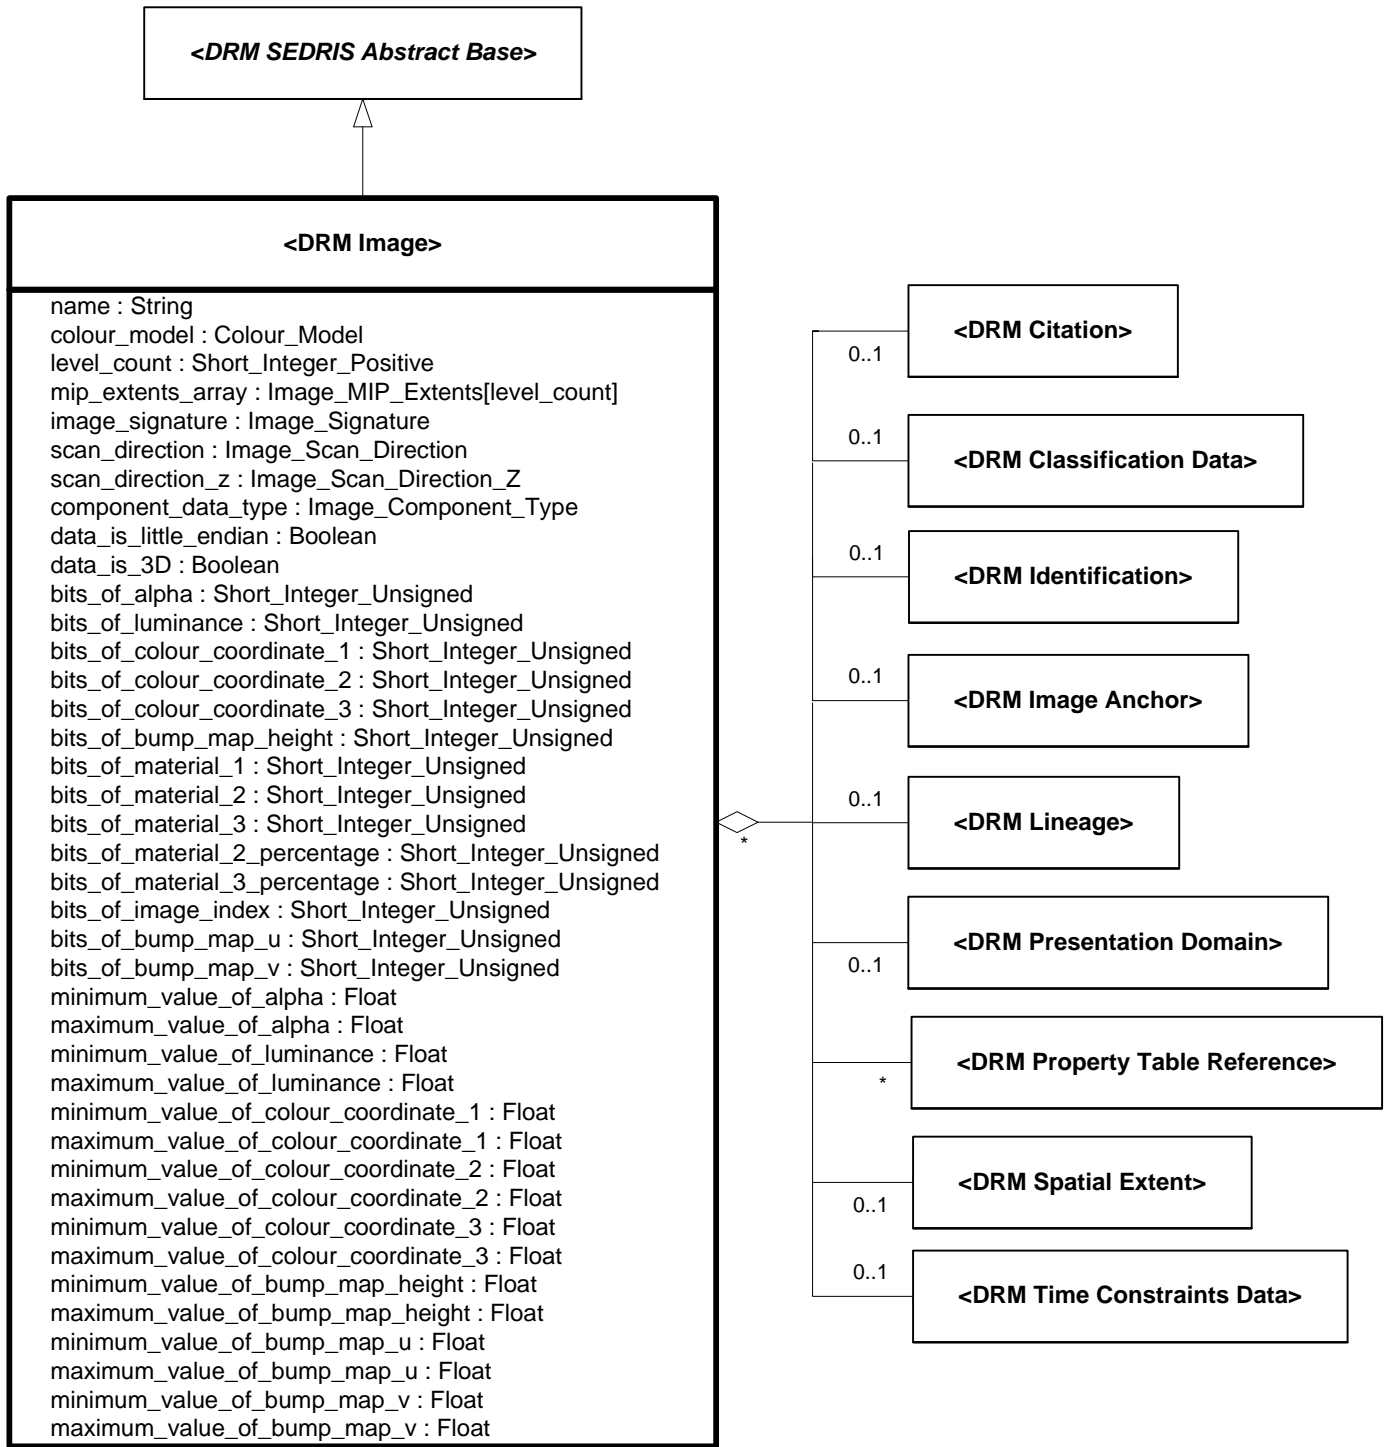 <DRM SEDRIS Abstract Base>
<DRM Image>
name : String
colour_model : Colour_Model
level_count : Short_Integer_Positive
mip_extents_array : Image_MIP_Extents[level_count]
image_signature : Image_Signature
scan_direction : Image_Scan_Direction
scan_direction_z : Image_Scan_Direction_Z
component_data_type : Image_Component_Type
data_is_little_endian : Boolean
data_is_3D : Boolean
bits_of_alpha : Short_Integer_Unsigned
bits_of_luminance : Short_Integer_Unsigned
bits_of_colour_coordinate_1 : Short_Integer_Unsigned
bits_of_colour_coordinate_2 : Short_Integer_Unsigned
bits_of_colour_coordinate_3 : Short_Integer_Unsigned
bits_of_bump_map_height : Short_Integer_Unsigned
bits_of_material_1 : Short_Integer_Unsigned
bits_of_material_2 : Short_Integer_Unsigned
bits_of_material_3 : Short_Integer_Unsigned
bits_of_material_2_percentage : Short_Integer_Unsigned
bits_of_material_3_percentage : Short_Integer_Unsigned
bits_of_image_index : Short_Integer_Unsigned
bits_of_bump_map_u : Short_Integer_Unsigned
bits_of_bump_map_v : Short_Integer_Unsigned
minimum_value_of_alpha : Float
maximum_value_of_alpha : Float
minimum_value_of_luminance : Float
maximum_value_of_luminance : Float
minimum_value_of_colour_coordinate_1 : Float
maximum_value_of_colour_coordinate_1 : Float
minimum_value_of_colour_coordinate_2 : Float
maximum_value_of_colour_coordinate_2 : Float
minimum_value_of_colour_coordinate_3 : Float
maximum_value_of_colour_coordinate_3 : Float
minimum_value_of_bump_map_height : Float
maximum_value_of_bump_map_height : Float
minimum_value_of_bump_map_u : Float
maximum_value_of_bump_map_u : Float
minimum_value_of_bump_map_v : Float
maximum_value_of_bump_map_v : Float
*
<DRM Citation>
0..1
0..1
<DRM Classification Data>
0..1
<DRM Identification>
0..1
<DRM Image Anchor>
0..1
<DRM Lineage>
<DRM Presentation Domain>
0..1
<DRM Property Table Reference>
*
<DRM Spatial Extent>
0..1
0..1
<DRM Time Constraints Data>